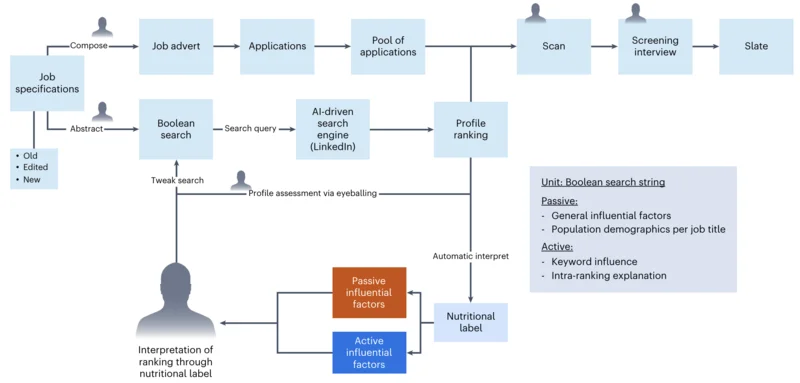 Compose
Job advert
Applications
Pool of
applications
Scan
Screening
interview
Slate
Job
specifications
• Old
• Edited
• New
Abstract
Boolean
search
Search query
AI-driven
search
engine
(LinkedIn)
Profile
ranking
Tweak search
Profile assessment via eyeballing
Automatic interpret
Unit: Boolean search string
Passive:
- General influential factors
- Population demographics per job title
Active:
- Keyword influence
- Intra-ranking explanation
Passive
influential
factors
Nutritional
label
Active
influential
factors
Interpretation of
ranking through
nutritional label